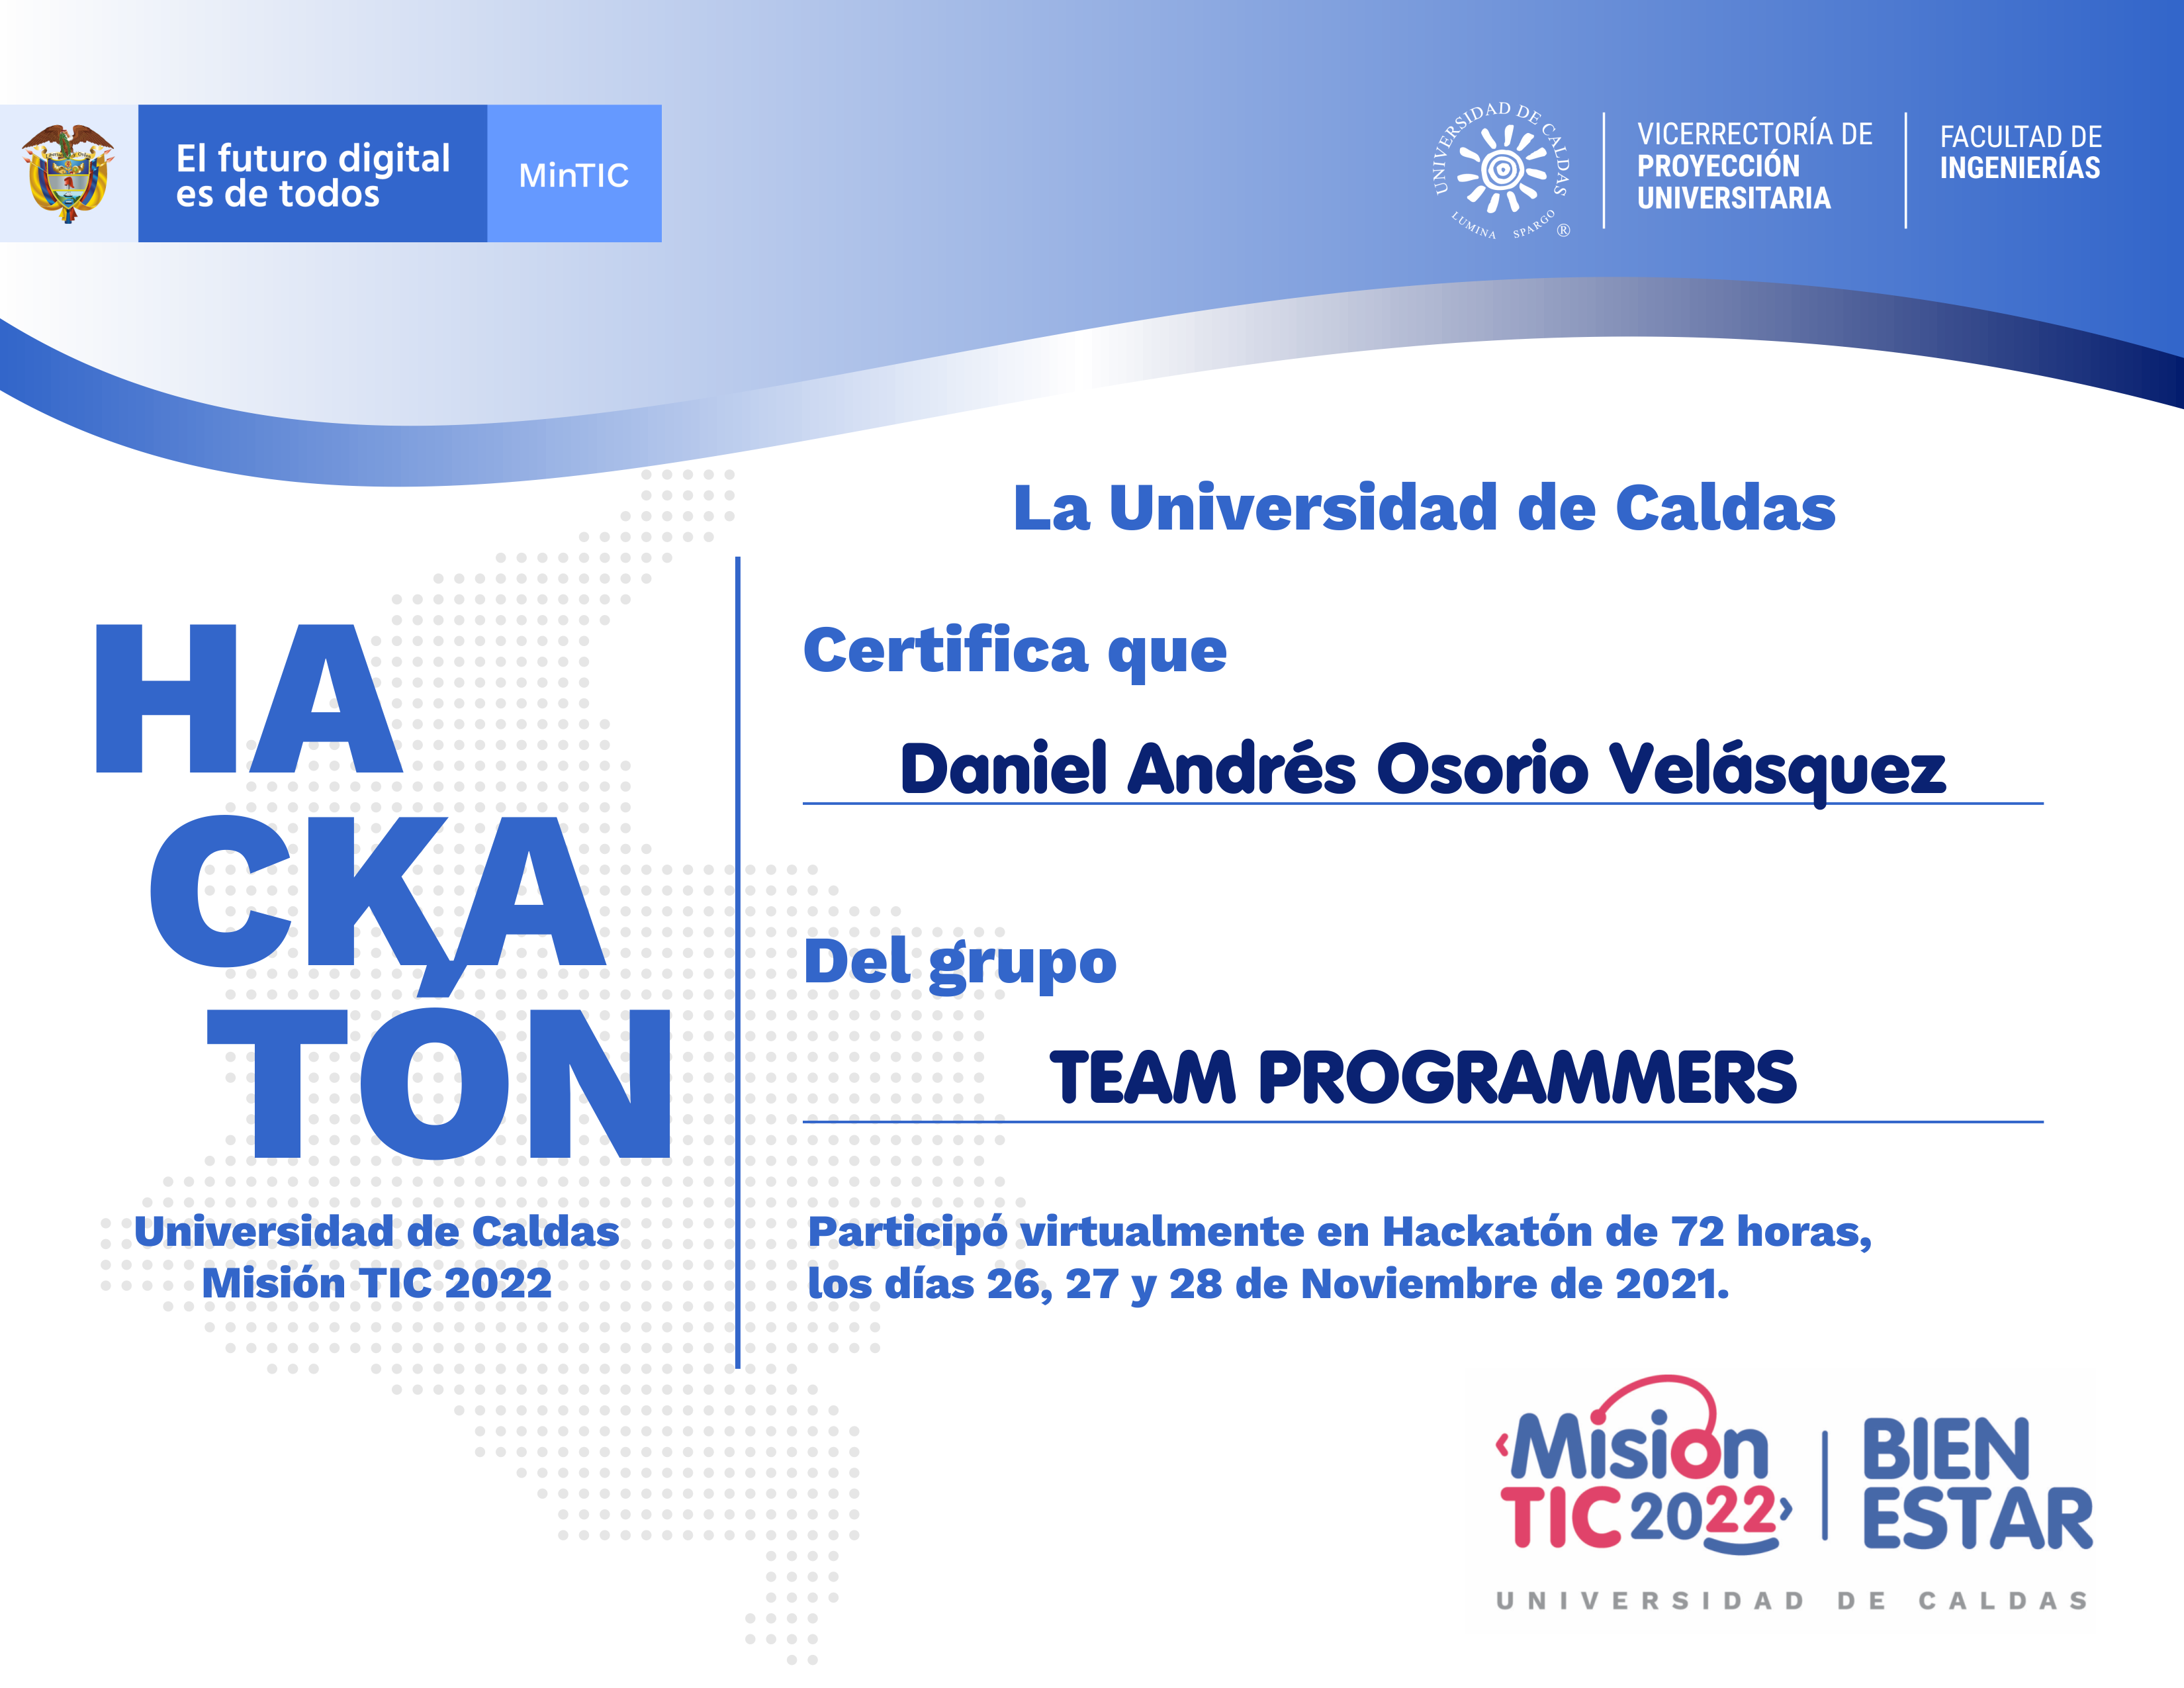 El futuro digital
es de todos
MinTIC
UNIVERSIDAD DE CALDAS
LUMINA SPARGO
®
VICERRECTORÍA DE
PROYECCIÓN
UNIVERSITARIA
FACULTAD DE
INGENIERÍAS
HA
CKA
TÓN
Universidad de Caldas
Misión TIC 2022
La Universidad de Caldas
Certifica que
Daniel Andrés Osorio Velásquez
Del grupo
TEAM PROGRAMMERS
Participó virtualmente en Hackatón de 72 horas,
los días 26, 27 y 28 de Noviembre de 2021.
‹Misión
TIC 2022›
BIEN
ESTAR
UNIVERSIDAD DE CALDAS